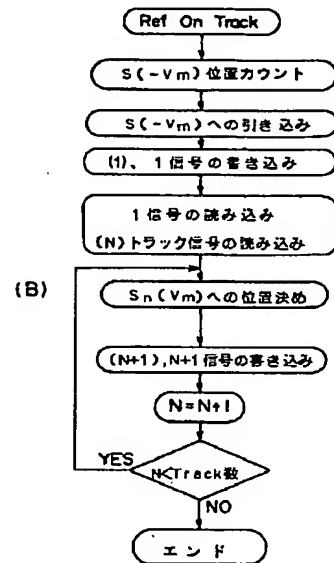 Ref On Track
S(-Vm)位置カウント
S(-Vm)への引き込み
(1)、1信号の書き込み
1信号の読み込み
(N)トラック信号の読み込み
(B)
Sn(Vm)への位置決め
(N+1),N+1信号の書き込み
N=N+1
YES
N<Track数
NO
エンド